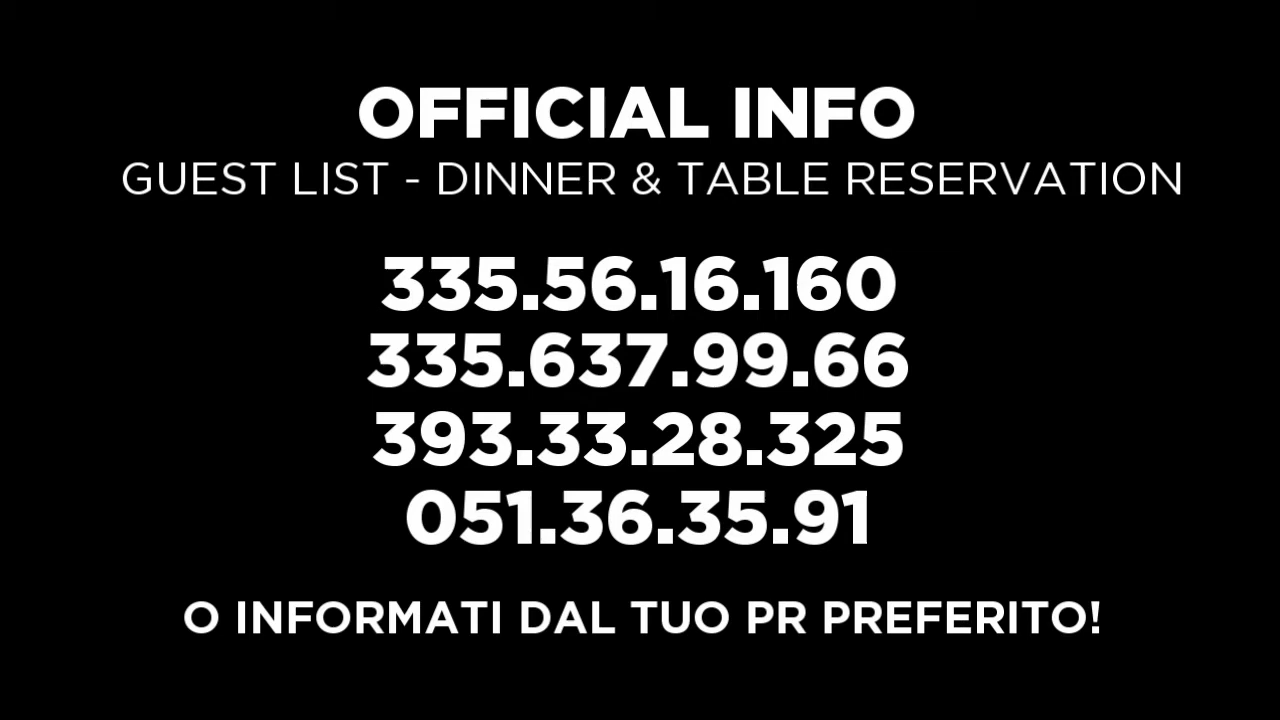 OFFICIAL INFO
GUEST LIST - DINNER & TABLE RESERVATION
335.56.16.160
335.637.99.66
393.33.28.325
051.36.35.91
O INFORMATI DAL TUO PR PREFERITO!